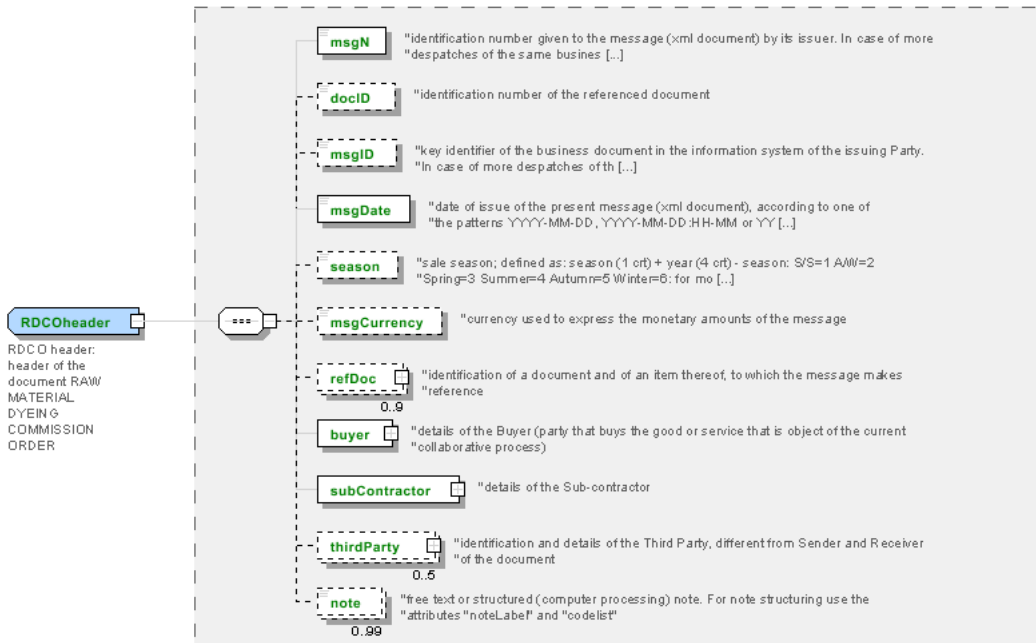 msgN
"identification number given to the message (xml document) by its issuer. In case of more
"despatches of the same busines [...]
docID
"identification number of the referenced document
msgID
"key identifier of the business document in the information system of the issuing Party.
"In case of more despatches of th [...]
msgDate
"date of issue of the present message (xml document), according to one of
"the patterns YYYY-MM-DD, YYYY-MM-DD:HH-MM or YY [...]
season
"sale season; defined as: season (1 crt) + year (4 crt) - season: S/S=1 A/W=2
"Spring=3 Summer=4 Autumn=5 Winter=6: for mo [...]
RDCOheader
RDCO header:
header of the
document RAW
MATERIAL
DYEING
COMMISSION
ORDER
msgCurrency
"currency used to express the monetary amounts of the message
refDoc
"identification of a document and of an item thereof, to which the message makes
"reference
0..9
buyer
"details of the Buyer (party that buys the good or service that is object of the current
"collaborative process)
subContractor
"details of the Sub-contractor
thirdParty
"identification and details of the Third Party, different from Sender and Receiver
"of the document
0..5
note
"free text or structured (computer processing) note. For note structuring use the
"attributes "noteLabel" and "codelist"
0..99